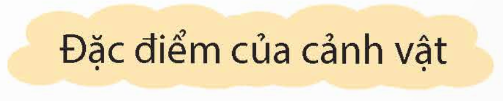 Đặc điểm của cảnh vật